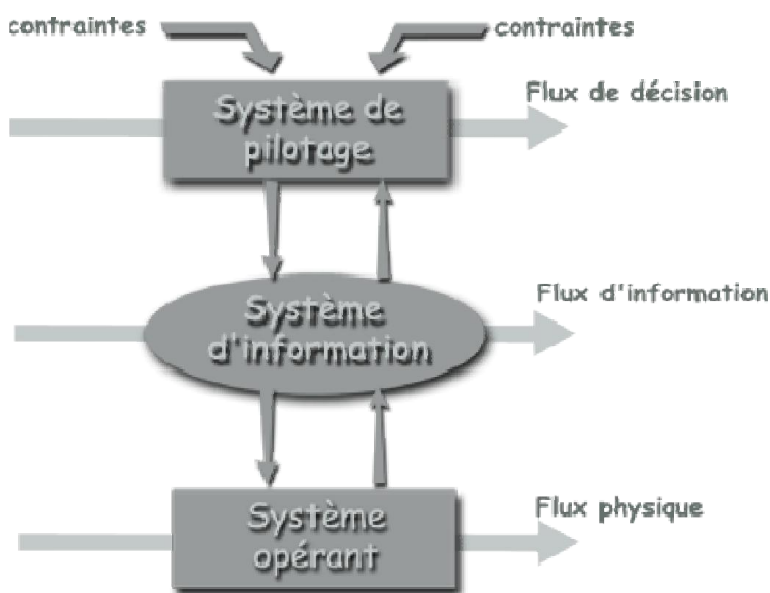 contraintes
contraintes
Flux de décision
Système de
pilotage
Flux d'information
Système
d'information
Flux physique
Système
opérant